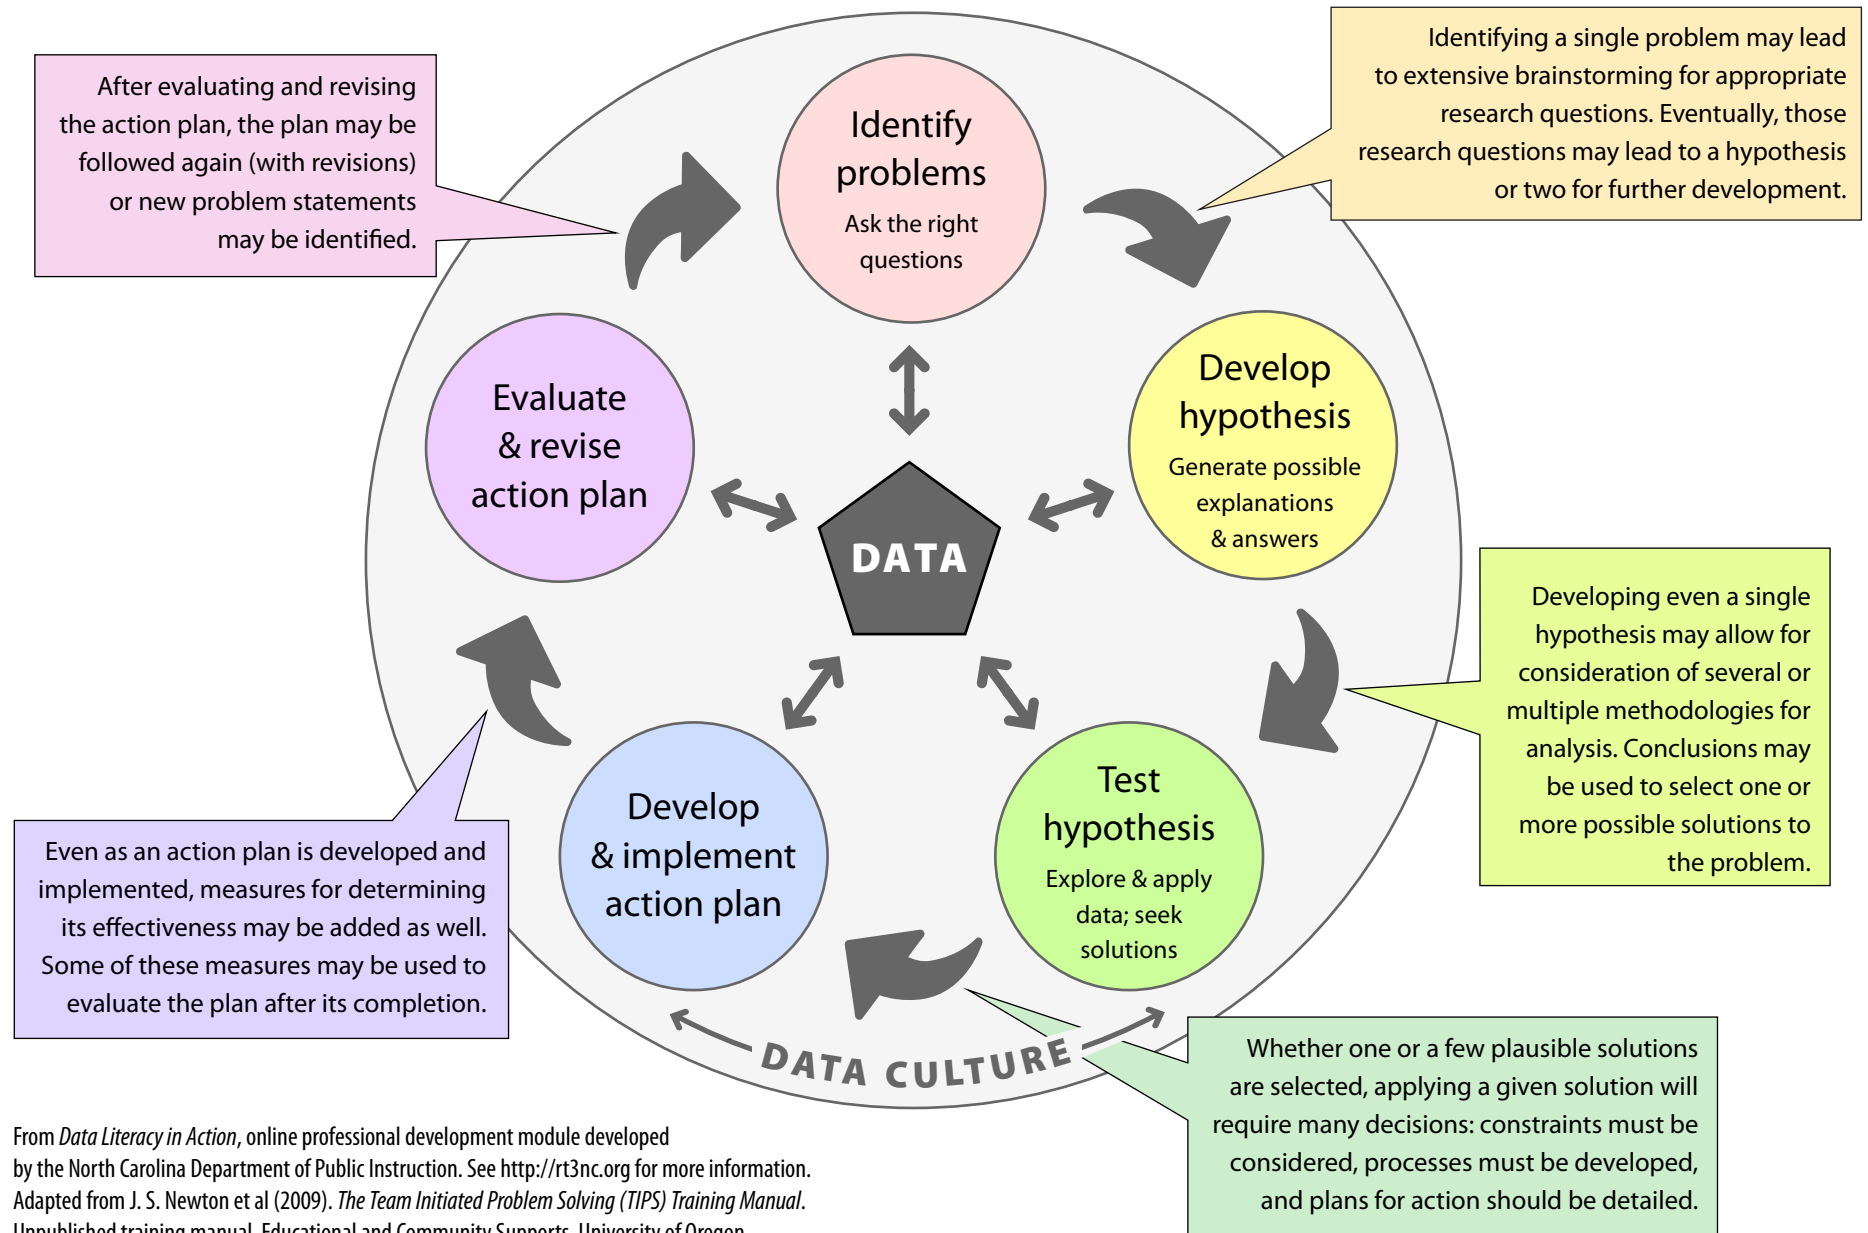 After evaluating and revising
the action plan, the plan may be
followed again (with revisions)
or new problem statements
may be identified.
Identify
problems
Ask the right
questions
Identifying a single problem may lead
to extensive brainstorming for appropriate
research questions. Eventually, those
research questions may lead to a hypothesis
or two for further development.
Evaluate
& revise
action plan
Develop
hypothesis
Generate possible
explanations
& answers
DATA
Developing even a single
hypothesis may allow for
consideration of several or
multiple methodologies for
analysis. Conclusions may
be used to select one or
more possible solutions to
the problem.
Develop
& implement
action plan
Test
hypothesis
Explore & apply
data; seek
solutions
Even as an action plan is developed and
implemented, measures for determining
its effectiveness may be added as well.
Some of these measures may be used to
evaluate the plan after its completion.
DATA CULTURE
Whether one or a few plausible solutions
are selected, applying a given solution will
require many decisions: constraints must be
considered, processes must be developed,
and plans for action should be detailed.
From Data Literacy in Action, online professional development module developed
by the North Carolina Department of Public Instruction. See http://rt3nc.org for more information.
Adapted from J. S. Newton et al (2009). The Team Initiated Problem Solving (TIPS) Training Manual.
Unpublished training manual, Educational and Community Supports, University of Oregon